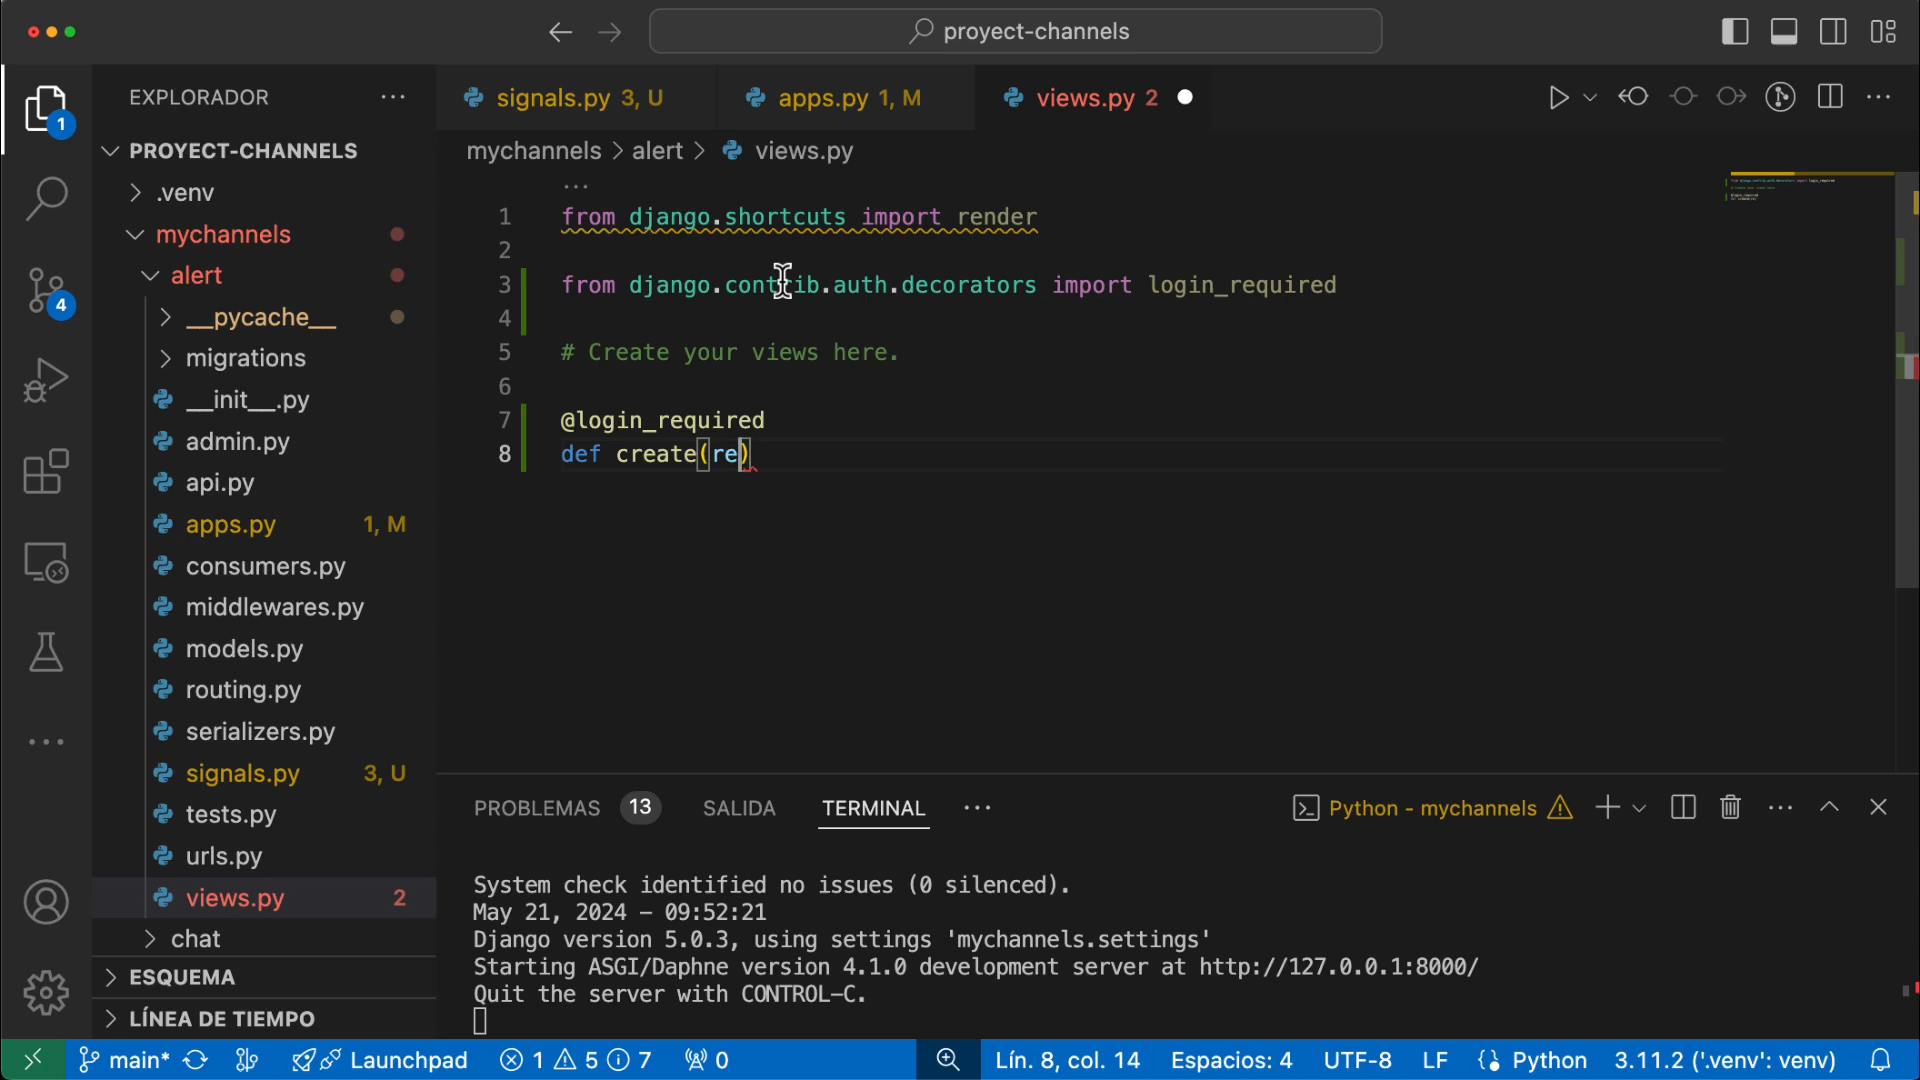 proyect-channels
EXPLORADOR
PROYECT-CHANNELS
.venv
mychannels
alert
__pycache__
migrations
__init__.py
admin.py
api.py
apps.py 1, M
consumers.py
middlewares.py
models.py
routing.py
serializers.py
signals.py 3, U
tests.py
urls.py
views.py 2
chat
ESQUEMA
LÍNEA DE TIEMPO
1
4
signals.py 3, U
apps.py 1, M
views.py 2
mychannels > alert > views.py
1 from django.shortcuts import render
2
3 from django.contrib.auth.decorators import login_required
4
5 # Create your views here.
6
7 @login_required
8 def create(re)
PROBLEMAS 13 SALIDA TERMINAL
Python - mychannels
System check identified no issues (0 silenced).
May 21, 2024 - 09:52:21
Django version 5.0.3, using settings 'mychannels.settings'
Starting ASGI/Daphne version 4.1.0 development server at http://127.0.0.1:8000/
Quit the server with CONTROL-C.
main* Launchpad 1 5 7 0 Lín. 8, col. 14 Espacios: 4 UTF-8 LF Python 3.11.2 ('.venv': venv)